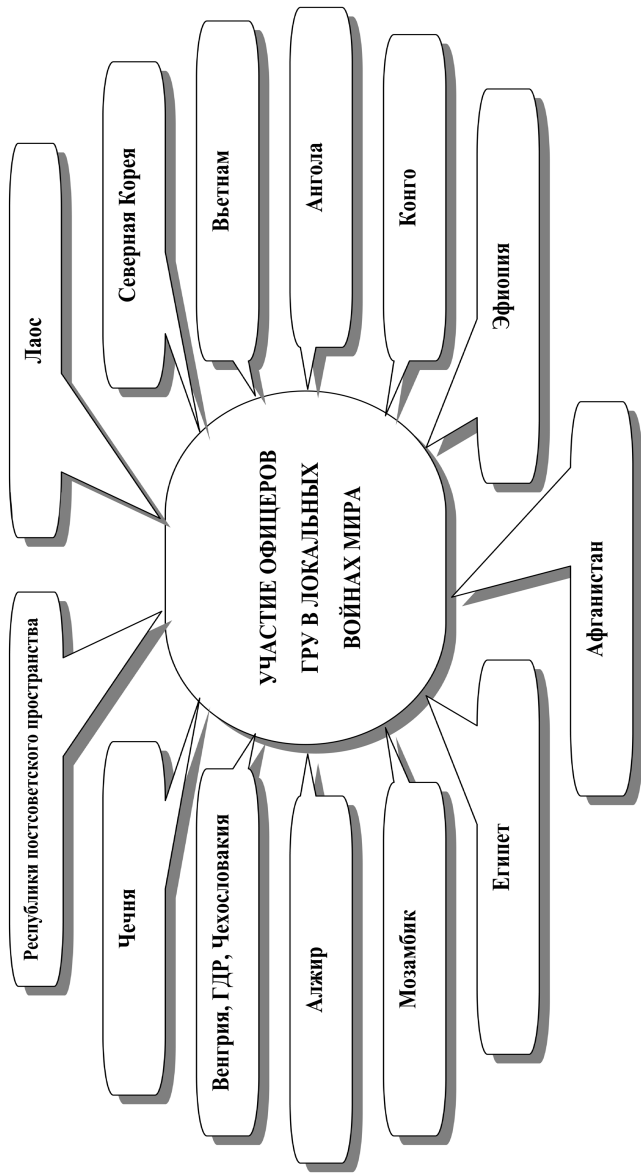 Республики постсоветского пространства
Лаос
Чечня
Северная Корея
Венгрия, ГДР, Чехословакия
Вьетнам
УЧАСТИЕ ОФИЦЕРОВ
ГРУ В ЛОКАЛЬНЫХ
ВОЙНАХ МИРА
Алжир
Ангола
Мозамбик
Конго
Египет
Эфиопия
Афганистан